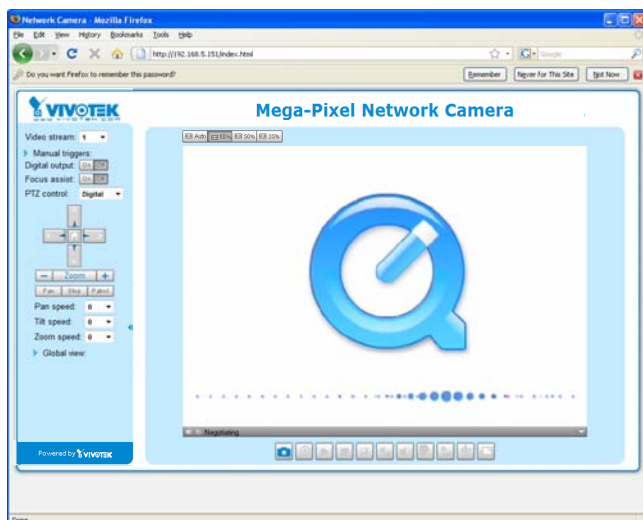 Network Camera - Mozilla Firefox
File Edit View History Bookmarks Tools Help
http://192.168.5.151/index.html
Google
Do you want Firefox to remember this password?
Remember
Never for This Site
Not Now
VIVOTEK
www.vivotek.com
Mega-Pixel Network Camera
Video stream: 1
Auto 100% 50% 25%
Manual triggers:
Digital output: On Off
Focus assist: On Off
PTZ control: Digital
Zoom
Pan Stop Patrol
Pan speed: 0
Tilt speed: 0
Zoom speed: 0
Global view:
Negotiating
Powered by VIVOTEK
Done